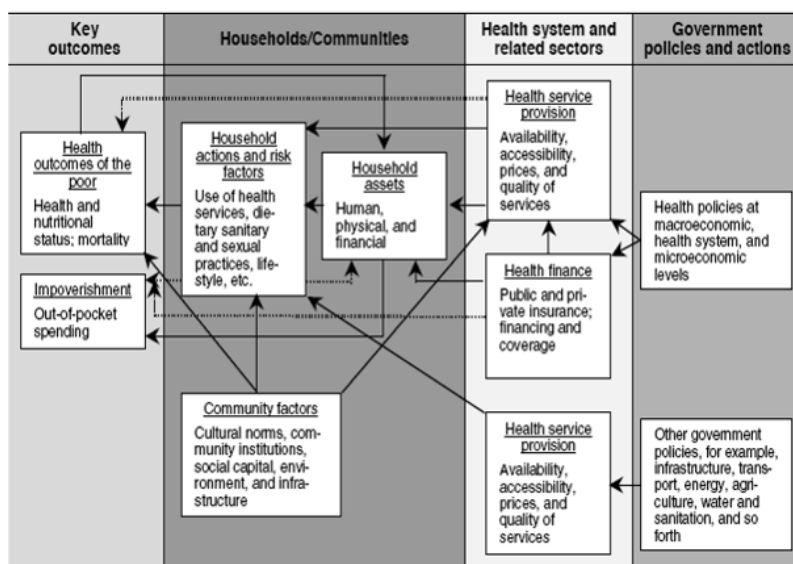 Key
outcomes
Households/Communities
Health system and
related sectors
Government
policies and actions
Health
outcomes of the
poor
Health and
nutritional
status; mortality
Impoverishment
Out-of-pocket
spending
Household
actions and risk
factors
Use of health
services, die-
tary sanitary
and sexual
practices, life-
style, etc.
Household
assets
Human,
physical, and
financial
Community factors
Cultural norms, com-
munity institutions,
social capital, envi-
ronment, and infra-
structure
Health service
provision
Availability,
accessibility,
prices, and
quality of
services
Health finance
Public and pri-
vate insurance;
financing and
coverage
Health service
provision
Availability,
accessibility,
prices, and
quality of
services
Health policies at
macroeconomic,
health system, and
microeconomic
levels
Other government
policies, for example,
infrastructure, trans-
port, energy, agri-
culture, water and
sanitation, and so
forth